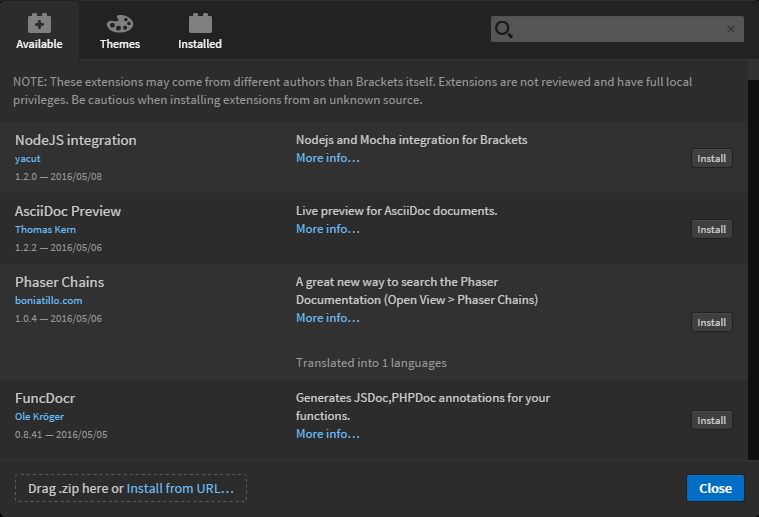 Available
Themes
Installed
NOTE: These extensions may come from different authors than Brackets itself. Extensions are not reviewed and have full local
privileges. Be cautious when installing extensions from an unknown source.
NodeJS integration
yacut
1.2.0 — 2016/05/08
Nodejs and Mocha integration for Brackets
More info…
Install
AsciiDoc Preview
Thomas Kern
1.2.2 — 2016/05/06
Live preview for AsciiDoc documents.
More info…
Install
Phaser Chains
boniatillo.com
1.0.4 — 2016/05/06
A great new way to search the Phaser
Documentation (Open View > Phaser Chains)
More info…
Translated into 1 languages
Install
FuncDocr
Ole Kröger
0.8.41 — 2016/05/05
Generates JSDoc,PHPDoc annotations for your
functions.
More info…
Install
Drag .zip here or Install from URL…
Close